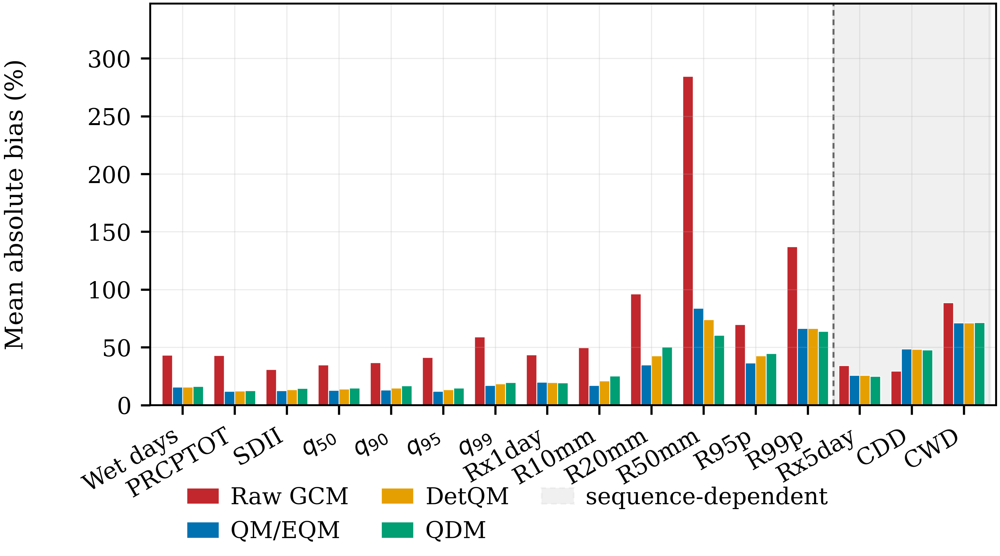 Mean absolute bias (%)
300
250
200
150
100
50
0
Wet days
PRCPTOT
SDII
q50
q90
q95
q99
Rx1day
R10mm
R20mm
R50mm
R95p
R99p
Rx5day
CDD
CWD
Raw GCM
DetQM
sequence-dependent
QM/EQM
QDM